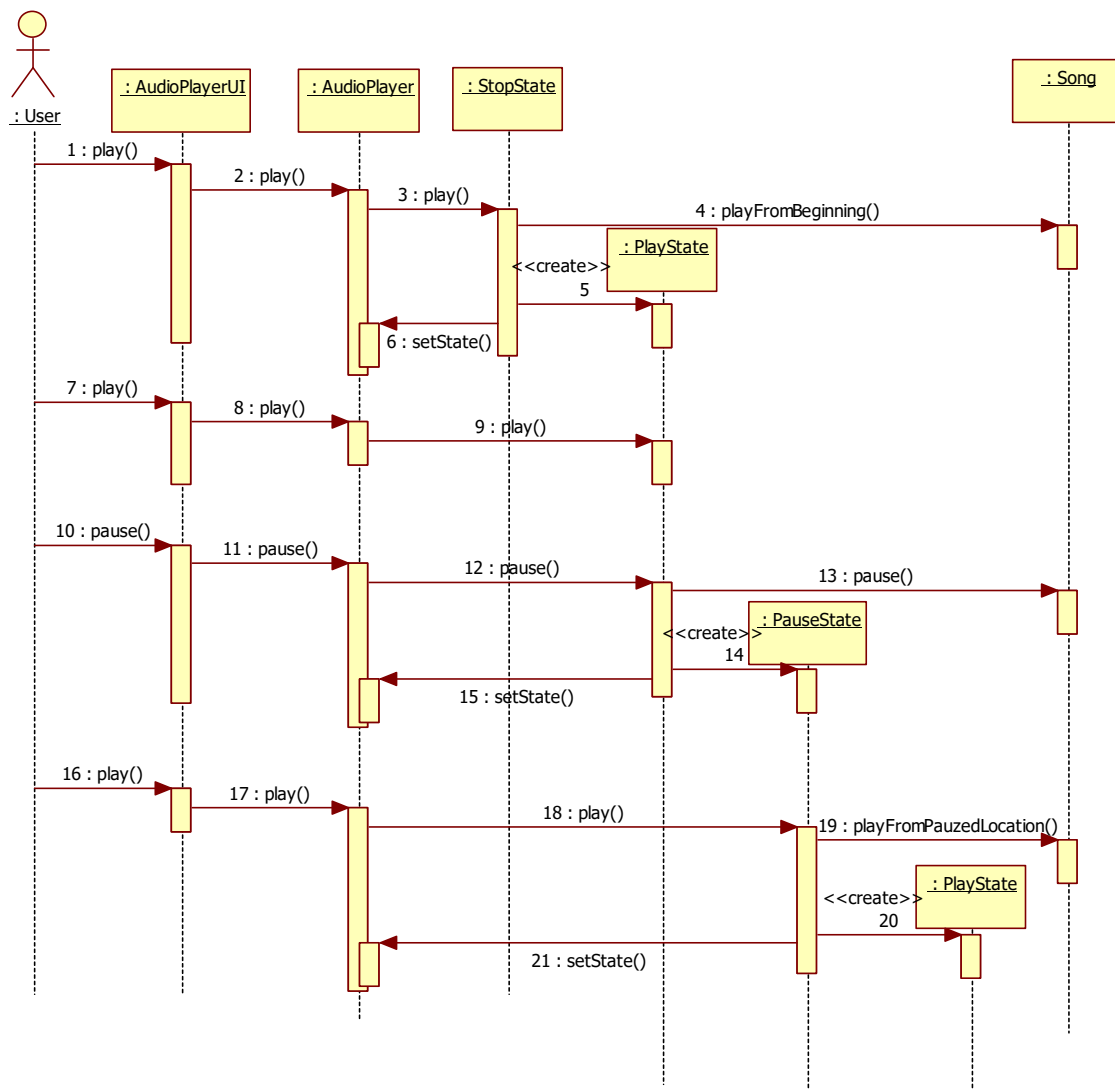 : User
: AudioPlayerUI
: AudioPlayer
: StopState
: Song
1 : play()
2 : play()
3 : play()
4 : playFromBeginning()
: PlayState
<<create>>
5
6 : setState()
7 : play()
8 : play()
9 : play()
10 : pause()
11 : pause()
12 : pause()
13 : pause()
: PauseState
<<create>>
14
15 : setState()
16 : play()
17 : play()
18 : play()
19 : playFromPauzedLocation()
: PlayState
<<create>>
20
21 : setState()